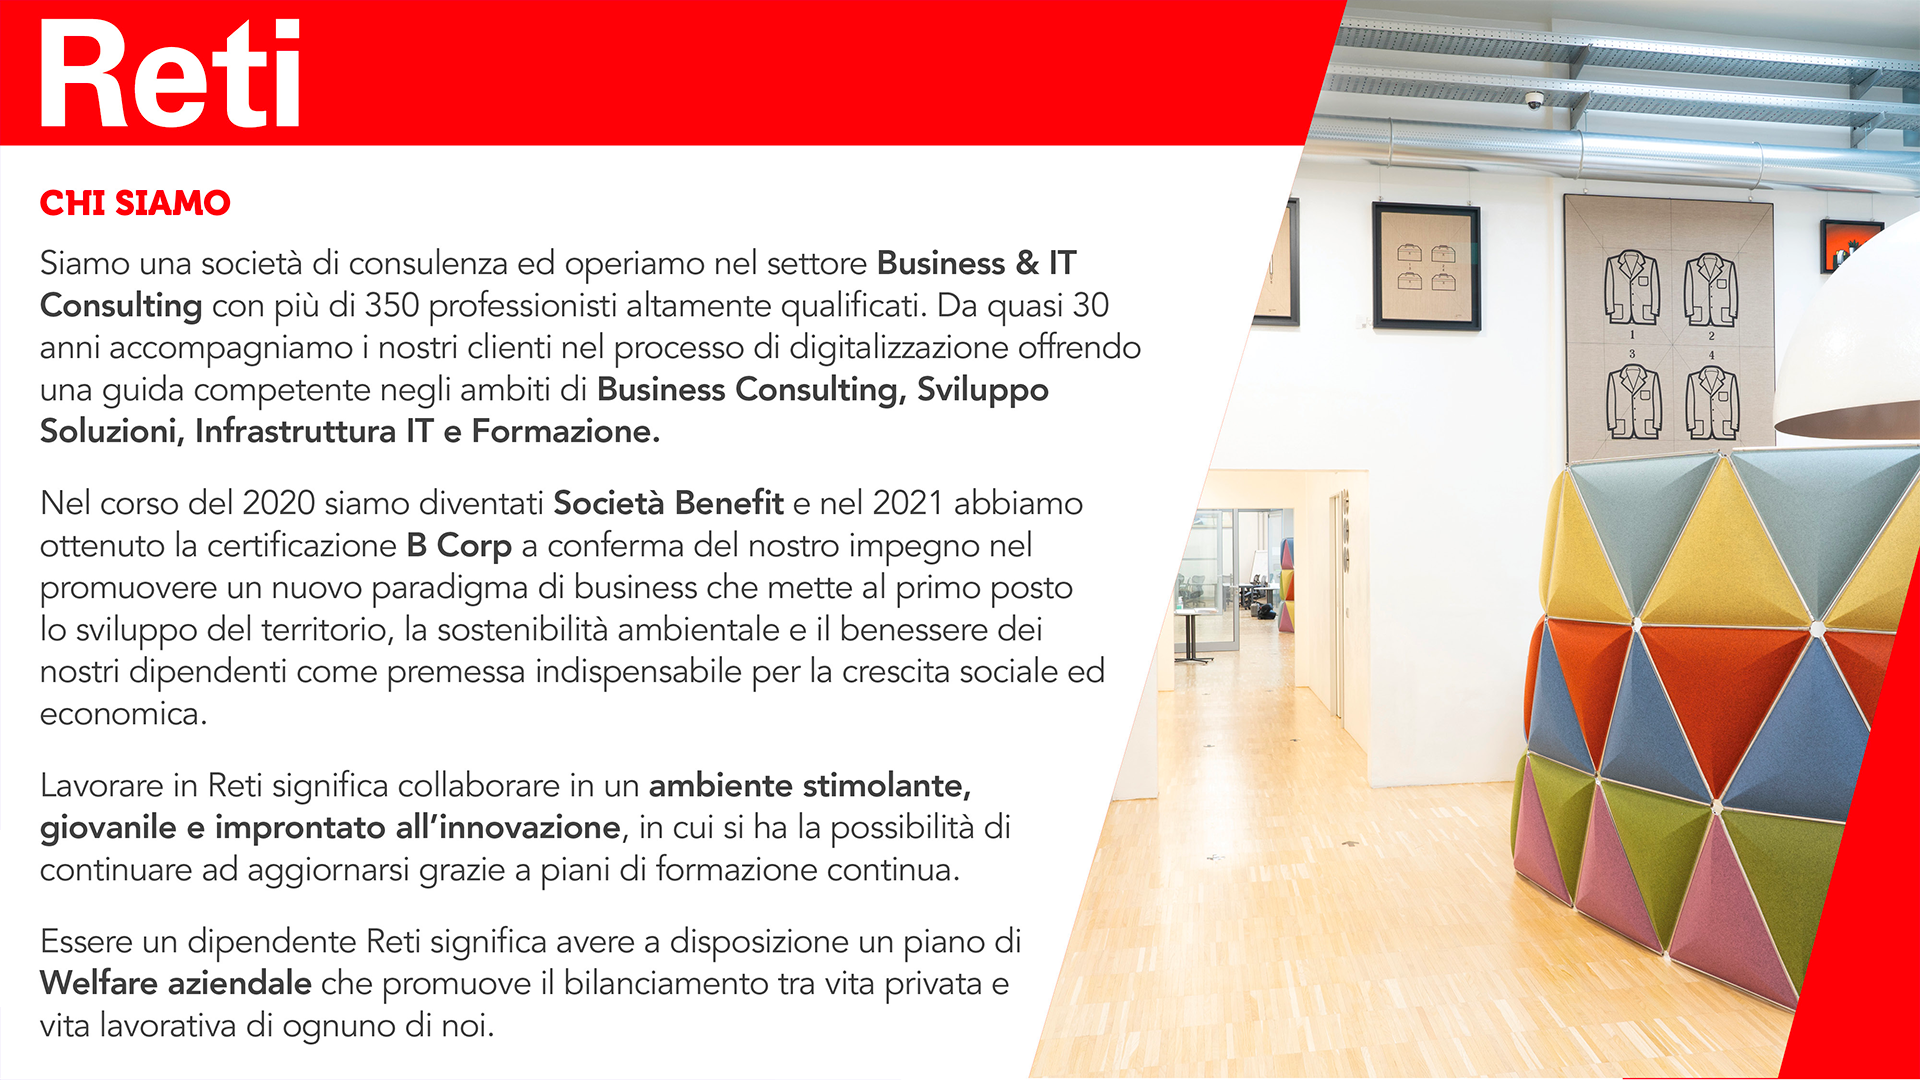 Reti
CHI SIAMO
Siamo una società di consulenza ed operiamo nel settore Business & IT
Consulting con più di 350 professionisti altamente qualificati. Da quasi 30
anni accompagniamo i nostri clienti nel processo di digitalizzazione offrendo
una guida competente negli ambiti di Business Consulting, Sviluppo
Soluzioni, Infrastruttura IT e Formazione.
Nel corso del 2020 siamo diventati Società Benefit e nel 2021 abbiamo
ottenuto la certificazione B Corp a conferma del nostro impegno nel
promuovere un nuovo paradigma di business che mette al primo posto
lo sviluppo del territorio, la sostenibilità ambientale e il benessere dei
nostri dipendenti come premessa indispensabile per la crescita sociale ed
economica.
Lavorare in Reti significa collaborare in un ambiente stimolante,
giovanile e improntato all’innovazione, in cui si ha la possibilità di
continuare ad aggiornarsi grazie a piani di formazione continua.
Essere un dipendente Reti significa avere a disposizione un piano di
Welfare aziendale che promuove il bilanciamento tra vita privata e
vita lavorativa di ognuno di noi.
1 2
3 4